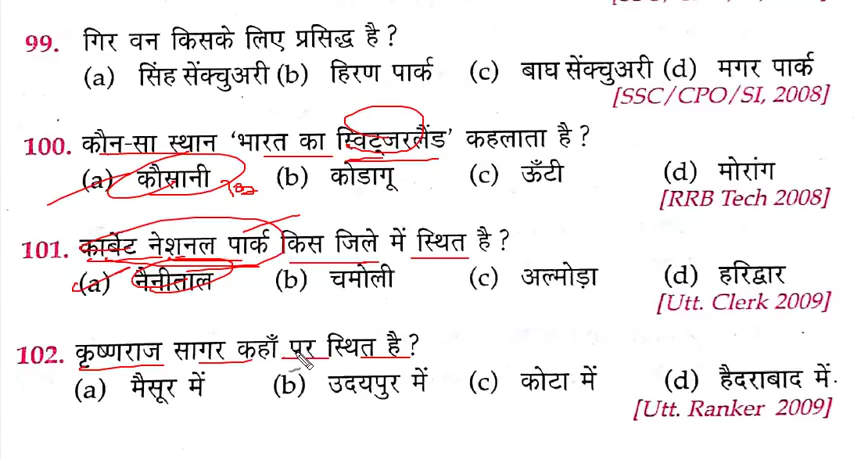 99. गिर वन किसके लिए प्रसिद्ध है ?
(a) सिंह सेंक्चुअरी (b) हिरण पार्क (c) बाघ सेंक्चुअरी (d) मगर पार्क
[SSC/CPO/SI, 2008]
100. कौन-सा स्थान ‘भारत का स्विट्जरलैंड’ कहलाता है ?
(a) कौसानी (b) कोडागू (c) ऊँटी (d) मोरांग
[RRB Tech 2008]
101. कार्बेट नेशनल पार्क किस जिले में स्थित है ?
(a) नैनीताल (b) चमोली (c) अल्मोड़ा (d) हरिद्वार
[Utt. Clerk 2009]
102. कृष्णराज सागर कहाँ पर स्थित है ?
(a) मैसूर में (b) उदयपुर में (c) कोटा में (d) हैदराबाद में.
[Utt. Ranker 2009]